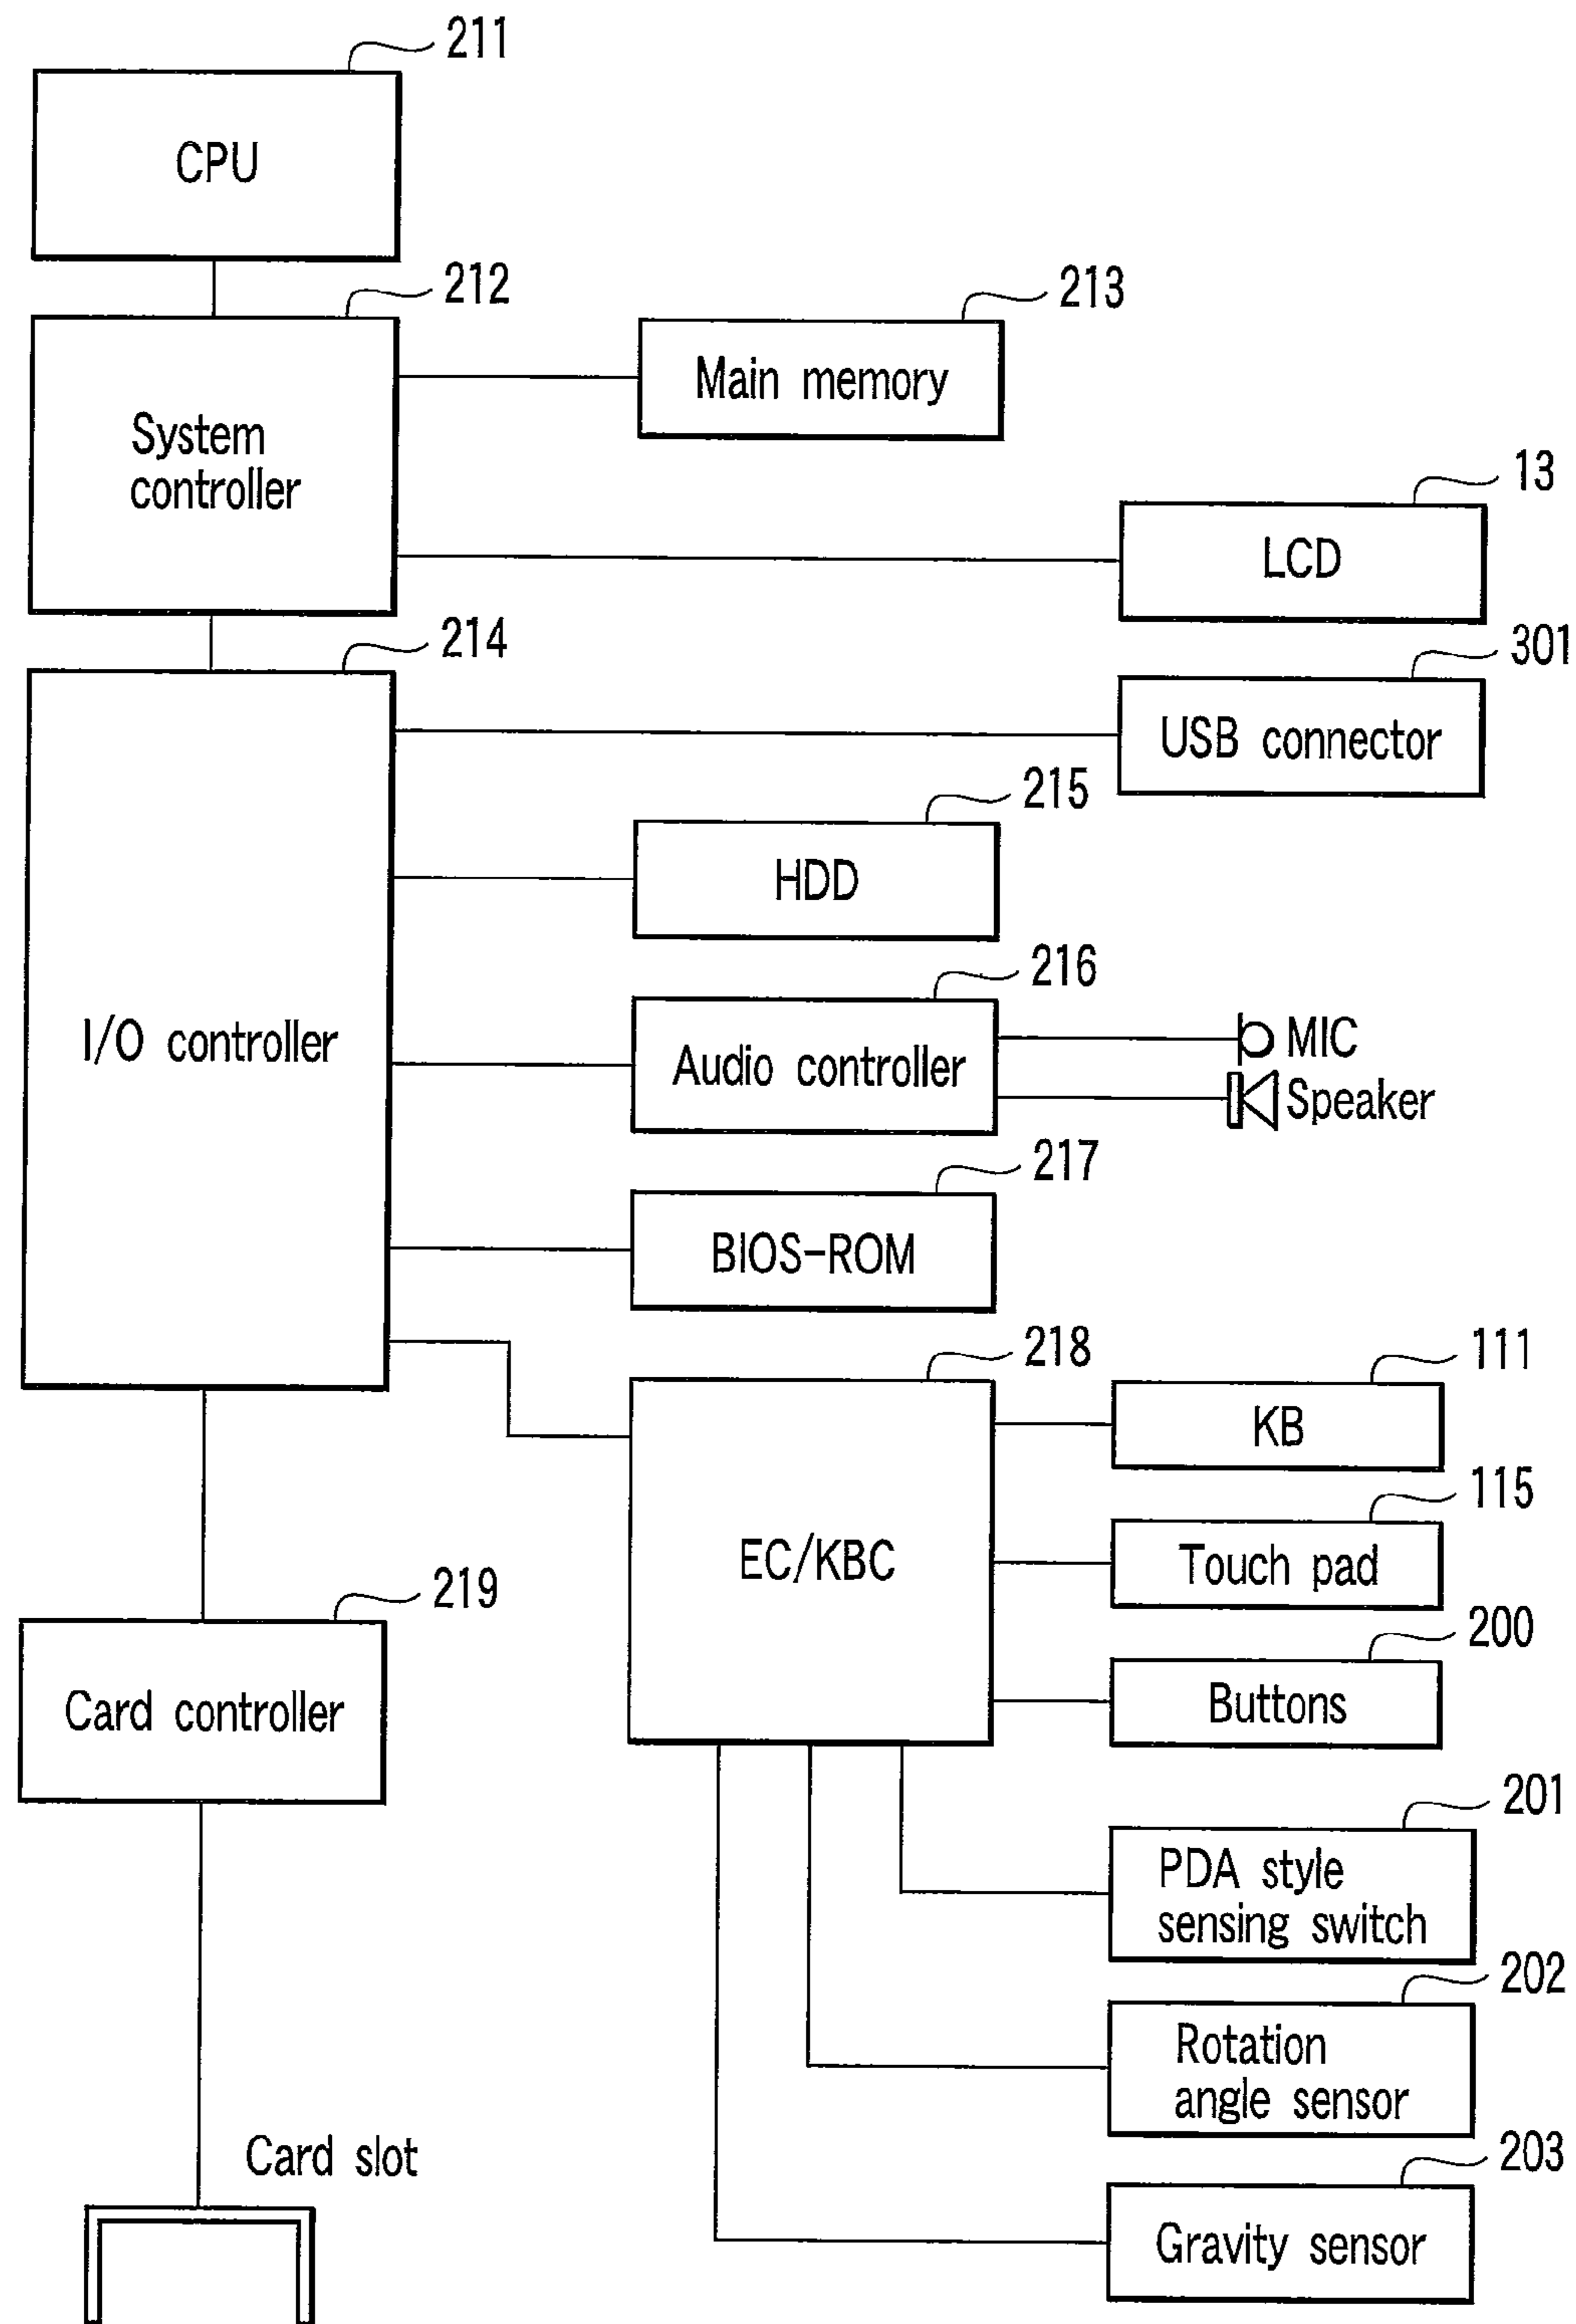 211
CPU
212
213
Main memory
System
controller
13
LCD
214
301
USB connector
215
HDD
216
I/O controller
Audio controller
MIC
Speaker
217
BIOS-ROM
218
111
KB
115
EC/KBC
Touch pad
219
200
Card controller
Buttons
201
PDA style
sensing switch
202
Rotation
angle sensor
Card slot
203
Gravity sensor